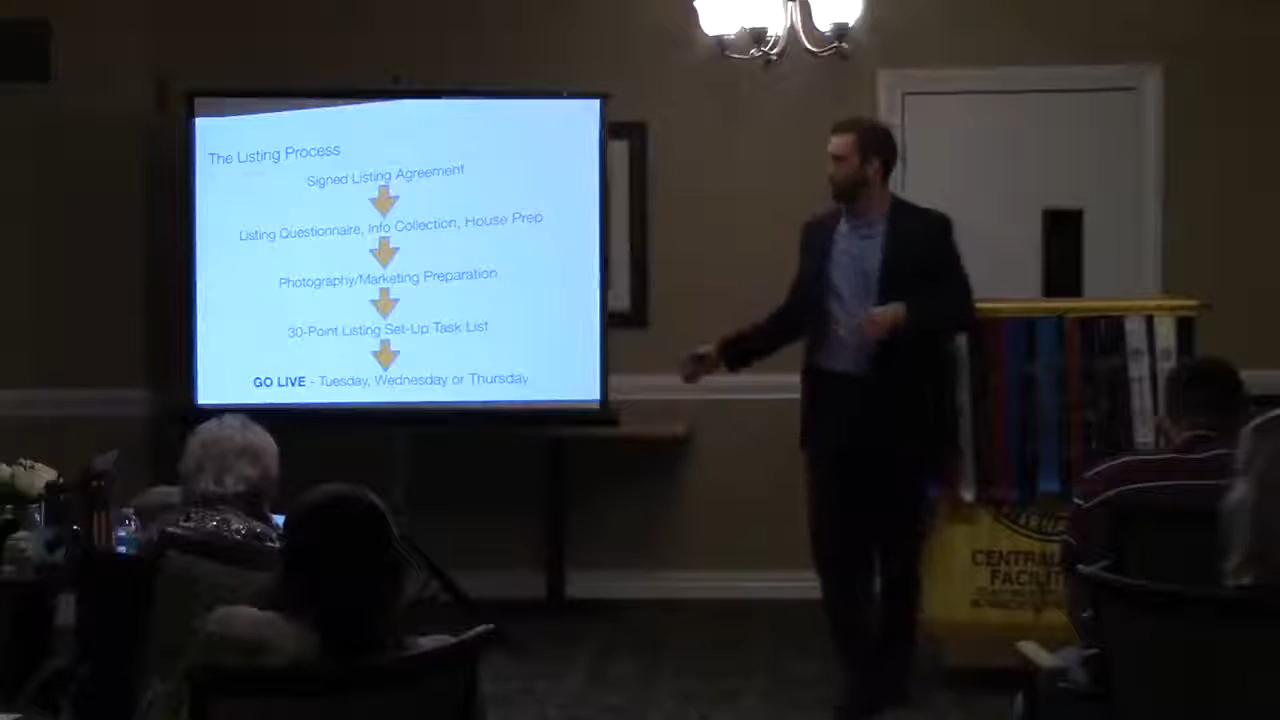 The Listing Process
Signed Listing Agreement
Listing Questionnaire, Info Collection, House Prep
Photography/Marketing Preparation
30-Point Listing Set-Up Task List
GO LIVE - Tuesday, Wednesday or Thursday
CENTRAL
FACILIT